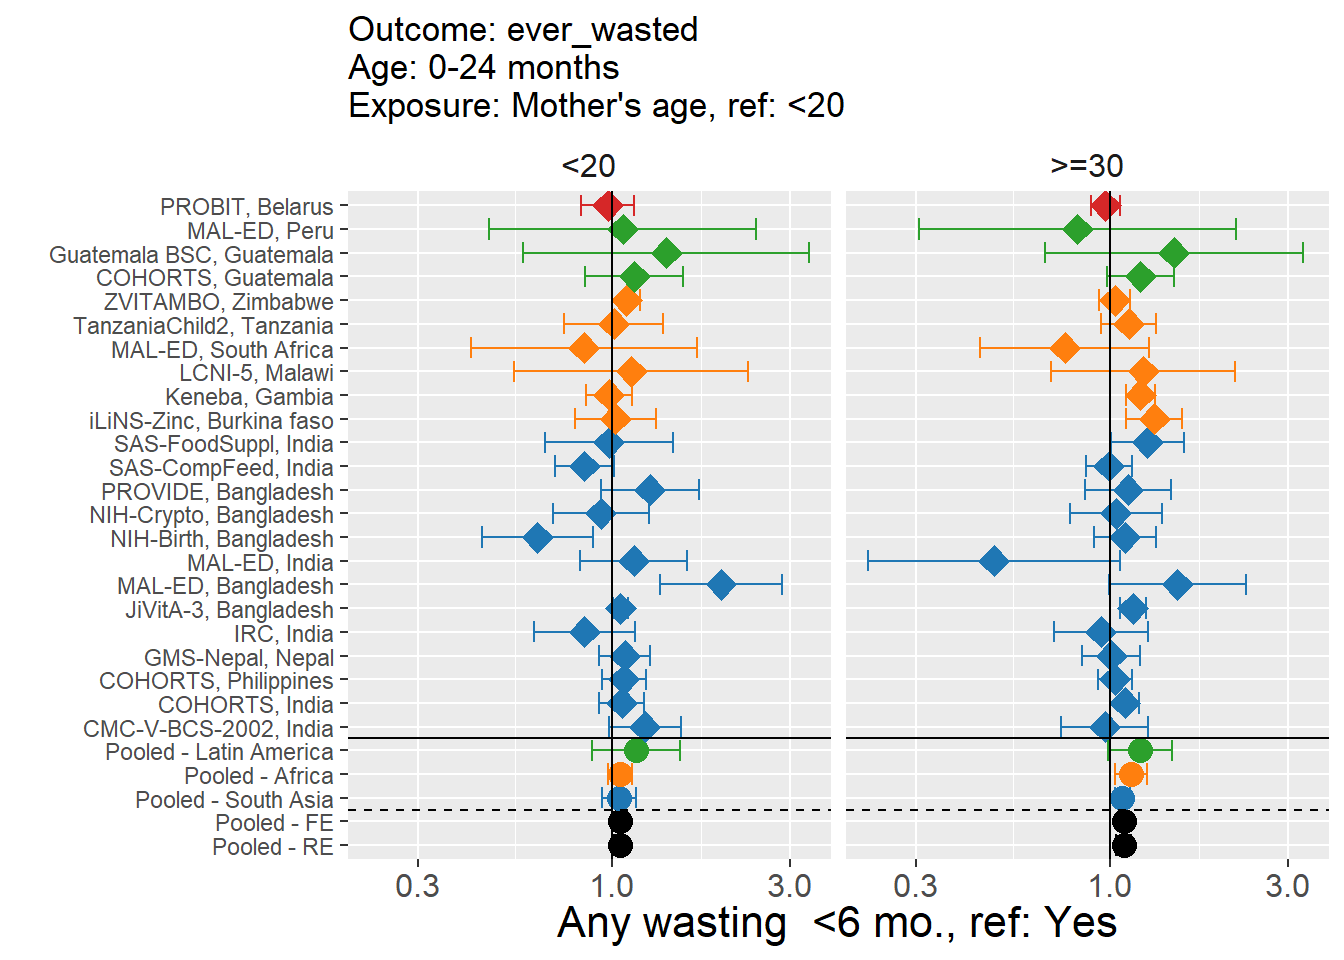 Outcome: ever_wasted
Age: 0-24 months
Exposure: Mother's age, ref: <20
<20
>=30
PROBIT, Belarus
MAL-ED, Peru
Guatemala BSC, Guatemala
COHORTS, Guatemala
ZVITAMBO, Zimbabwe
TanzaniaChild2, Tanzania
MAL-ED, South Africa
LCNI-5, Malawi
Keneba, Gambia
iLiNS-Zinc, Burkina faso
SAS-FoodSuppl, India
SAS-CompFeed, India
PROVIDE, Bangladesh
NIH-Crypto, Bangladesh
NIH-Birth, Bangladesh
MAL-ED, India
MAL-ED, Bangladesh
JiVitA-3, Bangladesh
IRC, India
GMS-Nepal, Nepal
COHORTS, Philippines
COHORTS, India
CMC-V-BCS-2002, India
Pooled - Latin America
Pooled - Africa
Pooled - South Asia
Pooled - FE
Pooled - RE
0.3 1.0 3.0 0.3 1.0 3.0
Any wasting  <6 mo., ref: Yes